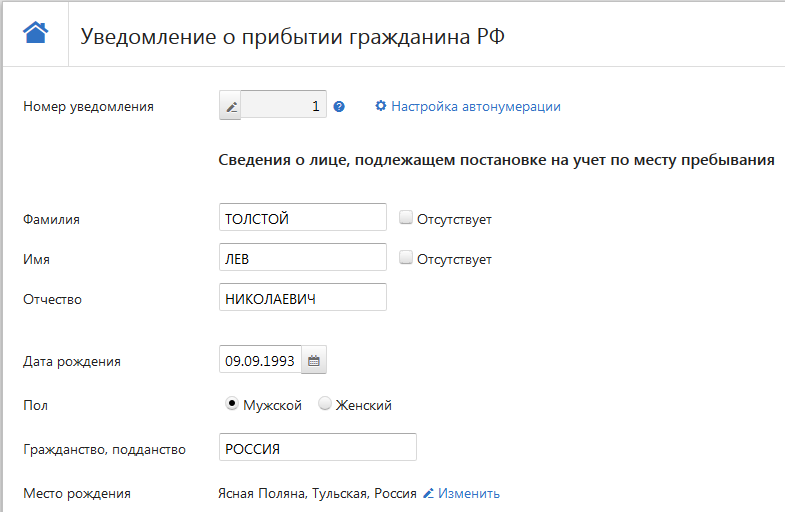 Уведомление о прибытии гражданина РФ
Номер уведомления 1 ? Настройка автонумерации
Сведения о лице, подлежащем постановке на учет по месту пребывания
Фамилия ТОЛСТОЙ Отсутствует
Имя ЛЕВ Отсутствует
Отчество НИКОЛАЕВИЧ
Дата рождения 09.09.1993
Пол Мужской Женский
Гражданство, подданство РОССИЯ
Место рождения Ясная Поляна, Тульская, Россия Изменить